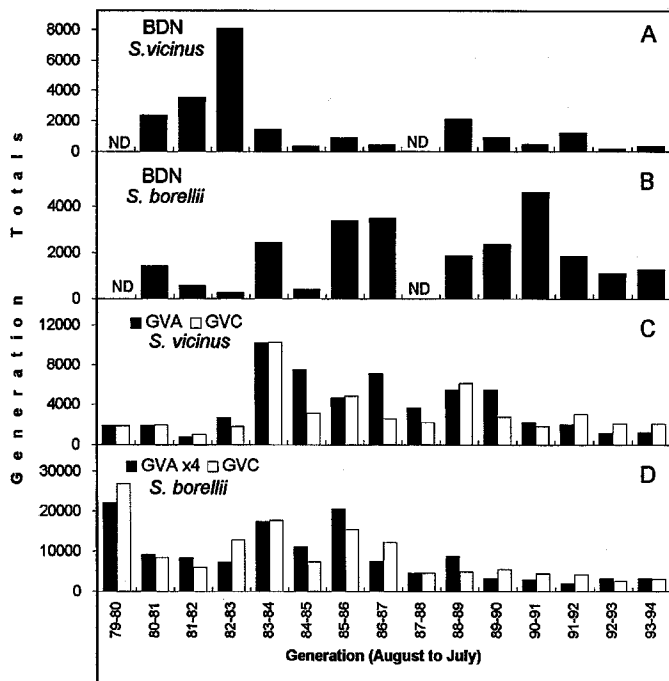 Generation Totals
8000
6000
4000
2000
0
BDN
S.vicinus
A
ND
ND
4000
2000
0
BDN
S. borellii
B
ND
ND
12000
8000
4000
0
GVA GVC
S. vicinus
C
30000
20000
10000
0
GVA x4 GVC
S. borellii
D
79-80
80-81
81-82
82-83
83-84
84-85
85-86
86-87
87-88
88-89
89-90
90-91
91-92
92-93
93-94
Generation (August to July)